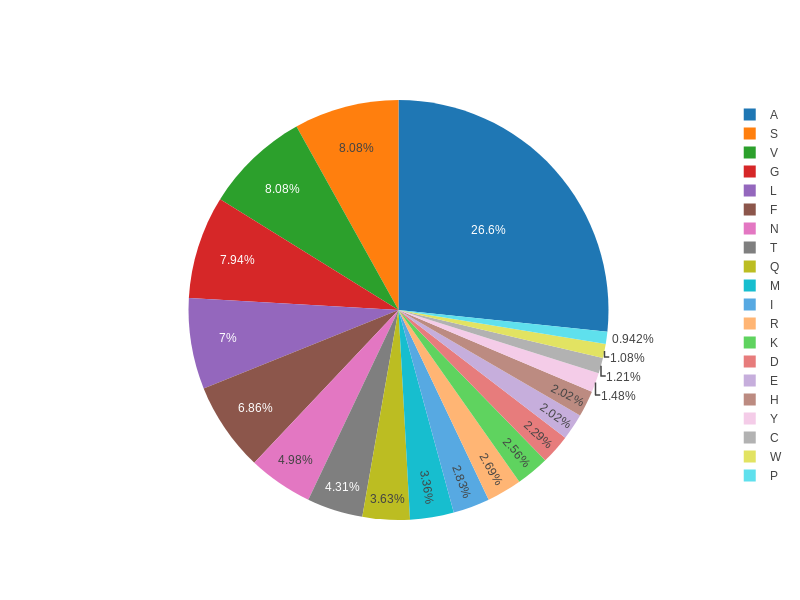 26.6%
8.08%
8.08%
7.94%
7%
6.86%
4.98%
4.31%
3.63%
3.36%
2.83%
2.69%
2.56%
2.29%
2.02%
2.02%
1.48%
1.21%
1.08%
0.942%
A
S
V
G
L
F
N
T
Q
M
I
R
K
D
E
H
Y
C
W
P